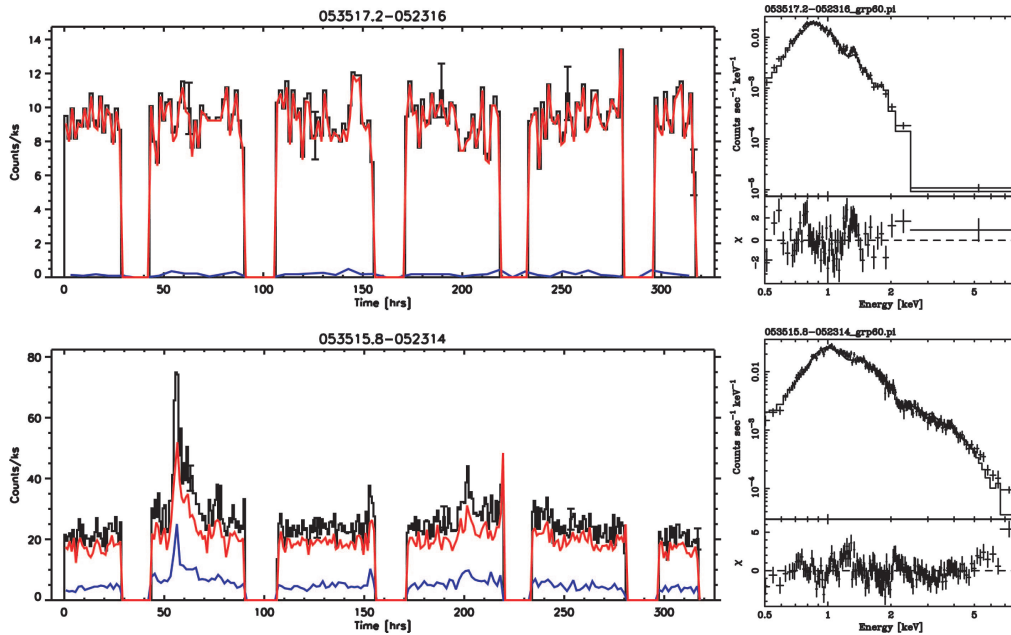 053517.2−052316
Counts/ks
14
12
10
8
6
4
2
0
0 50 100 150 200 250 300
Time [hrs]
053517.2−052316_grp60.pi
Counts sec⁻¹ keV⁻¹
0.01
10⁻³
10⁻⁴
10⁻⁵
χ
2
0
−2
0.5 1 2 5
Energy [keV]
053515.8−052314
Counts/ks
80
60
40
20
0
0 50 100 150 200 250 300
Time [hrs]
053515.8−052314_grp60.pi
Counts sec⁻¹ keV⁻¹
0.01
10⁻³
10⁻⁴
χ
5
0
0.5 1 2 5
Energy [keV]